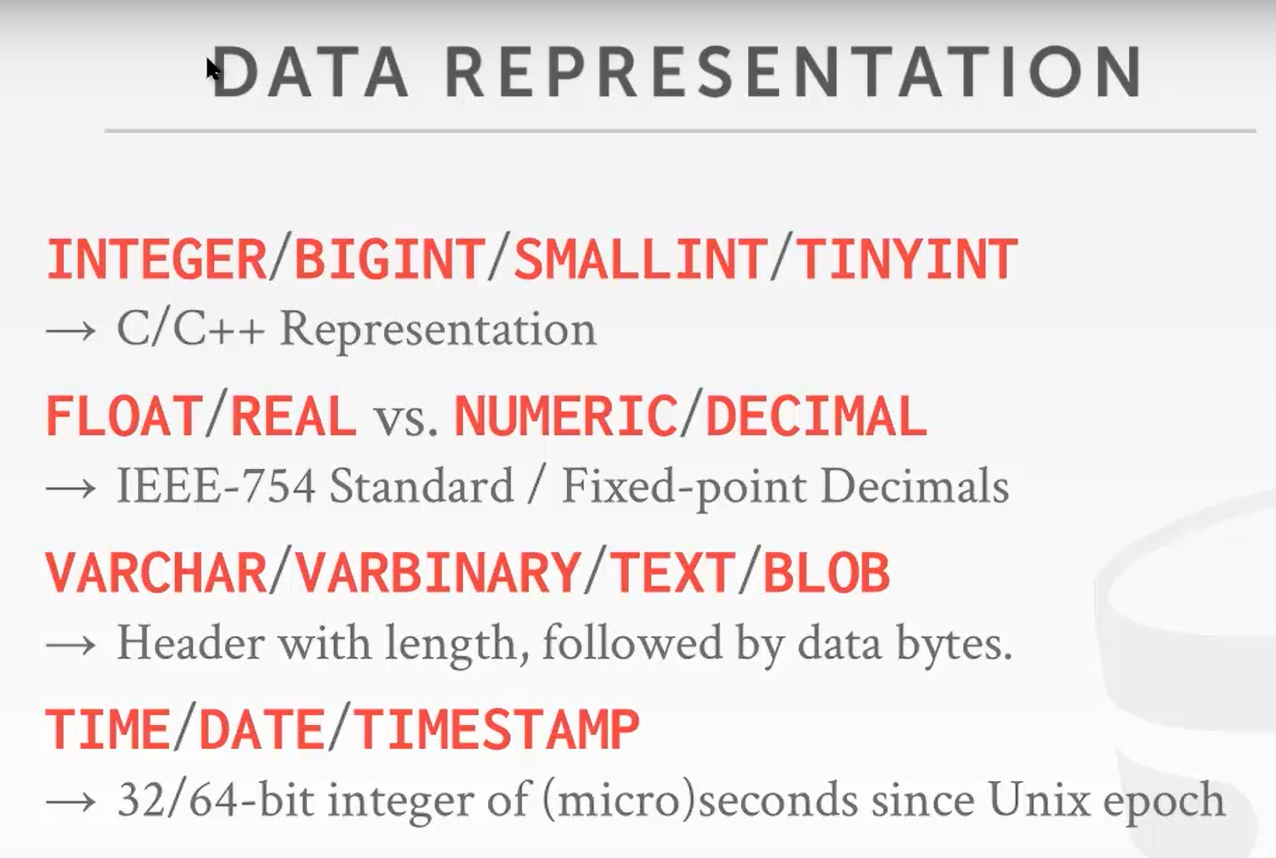 DATA REPRESENTATION
INTEGER/BIGINT/SMALLINT/TINYINT
→ C/C++ Representation
FLOAT/REAL vs. NUMERIC/DECIMAL
→ IEEE-754 Standard / Fixed-point Decimals
VARCHAR/VARBINARY/TEXT/BLOB
→ Header with length, followed by data bytes.
TIME/DATE/TIMESTAMP
→ 32/64-bit integer of (micro)seconds since Unix epoch